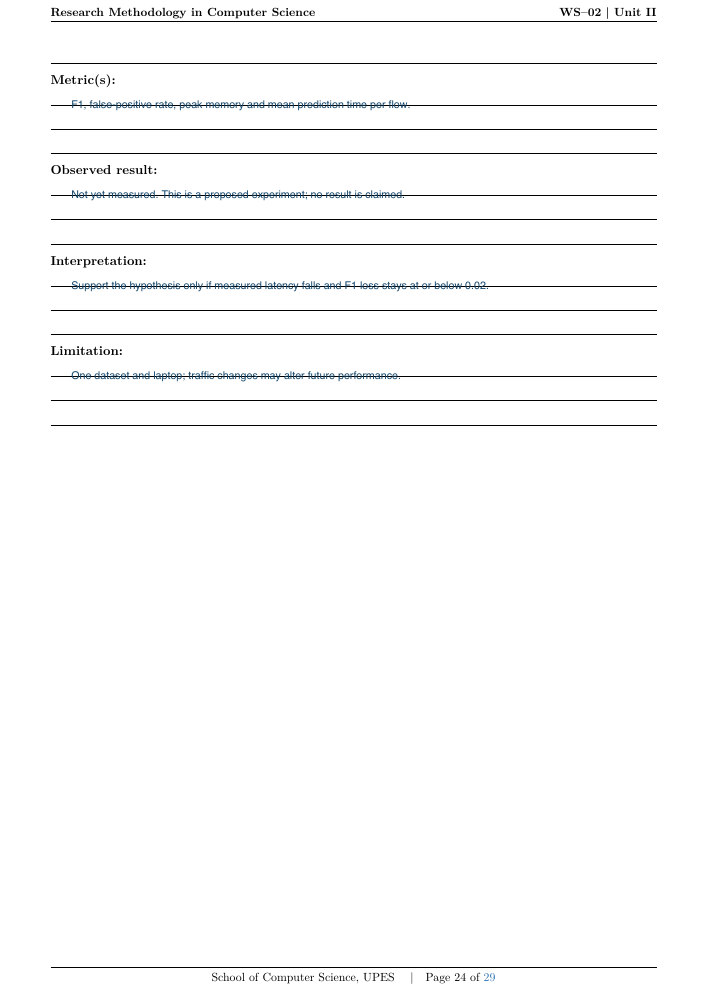 Research Methodology in Computer Science WS–02 | Unit II
Metric(s):
F1, false-positive rate, peak memory and mean prediction time per flow.
Observed result:
Not yet measured. This is a proposed experiment; no result is claimed.
Interpretation:
Support the hypothesis only if measured latency falls and F1 loss stays at or below 0.02.
Limitation:
One dataset and laptop; traffic changes may alter future performance.
School of Computer Science, UPES | Page 24 of 29